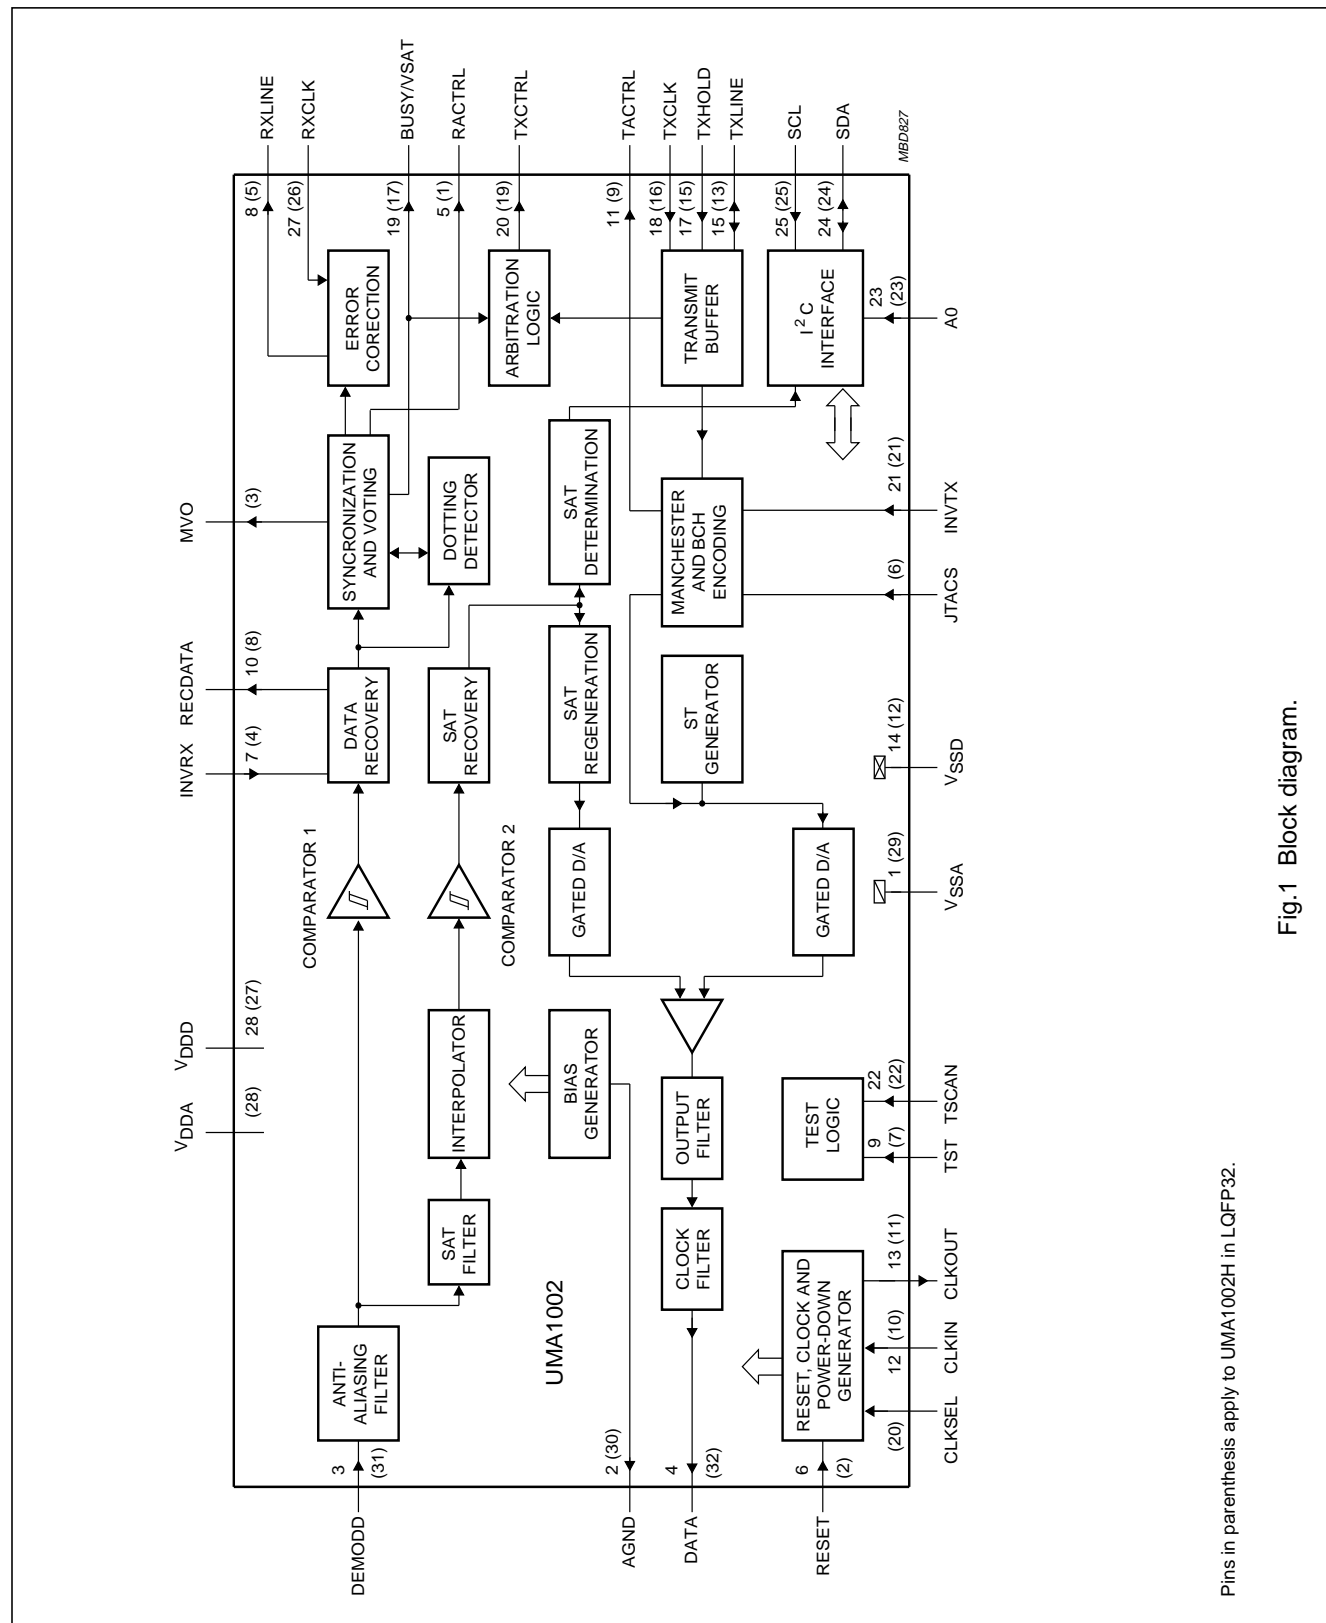 VDDA
(28)
VDDD
28 (27)
INVRX
7 (4)
RECDATA
10 (8)
MVO
(3)
DEMODD
3
(31)
ANTI-
ALIASING
FILTER
COMPARATOR 1
DATA
RECOVERY
SYNCRONIZATION
AND VOTING
ERROR
CORECTION
8 (5)
RXLINE
27 (26)
RXCLK
19 (17)
BUSY/VSAT
5 (1)
RACTRL
SAT
FILTER
INTERPOLATOR
COMPARATOR 2
SAT
RECOVERY
DOTTING
DETECTOR
UMA1002
BIAS
GENERATOR
GATED D/A
SAT
REGENERATION
SAT
DETERMINATION
ARBITRATION
LOGIC
20 (19)
TXCTRL
AGND
2 (30)
11 (9)
TACTRL
DATA
4
(32)
CLOCK
FILTER
OUTPUT
FILTER
ST
GENERATOR
MANCHESTER
AND BCH
ENCODING
TRANSMIT
BUFFER
18 (16)
TXCLK
17 (15)
TXHOLD
15 (13)
TXLINE
RESET
6
(2)
RESET, CLOCK AND
POWER-DOWN
GENERATOR
TEST
LOGIC
GATED D/A
I2C
INTERFACE
25 (25)
SCL
24 (24)
SDA
(20)
CLKSEL
12 (10)
CLKIN
13 (11)
CLKOUT
9
(7)
TST
22
(22)
TSCAN
1 (29)
VSSA
14 (12)
VSSD
(6)
JTACS
21 (21)
INVTX
23
(23)
A0
MBD827
Pins in parenthesis apply to UMA1002H in LQFP32.
Fig.1 Block diagram.